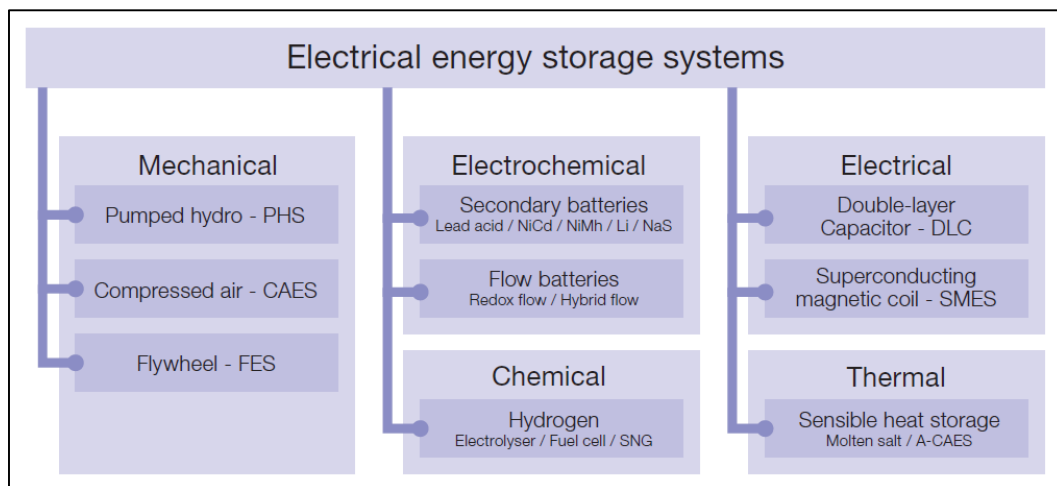 Electrical energy storage systems
Mechanical
Pumped hydro - PHS
Compressed air - CAES
Flywheel - FES
Electrochemical
Secondary batteries
Lead acid / NiCd / NiMh / Li / NaS
Flow batteries
Redox flow / Hybrid flow
Chemical
Hydrogen
Electrolyser / Fuel cell / SNG
Electrical
Double-layer
Capacitor - DLC
Superconducting
magnetic coil - SMES
Thermal
Sensible heat storage
Molten salt / A-CAES